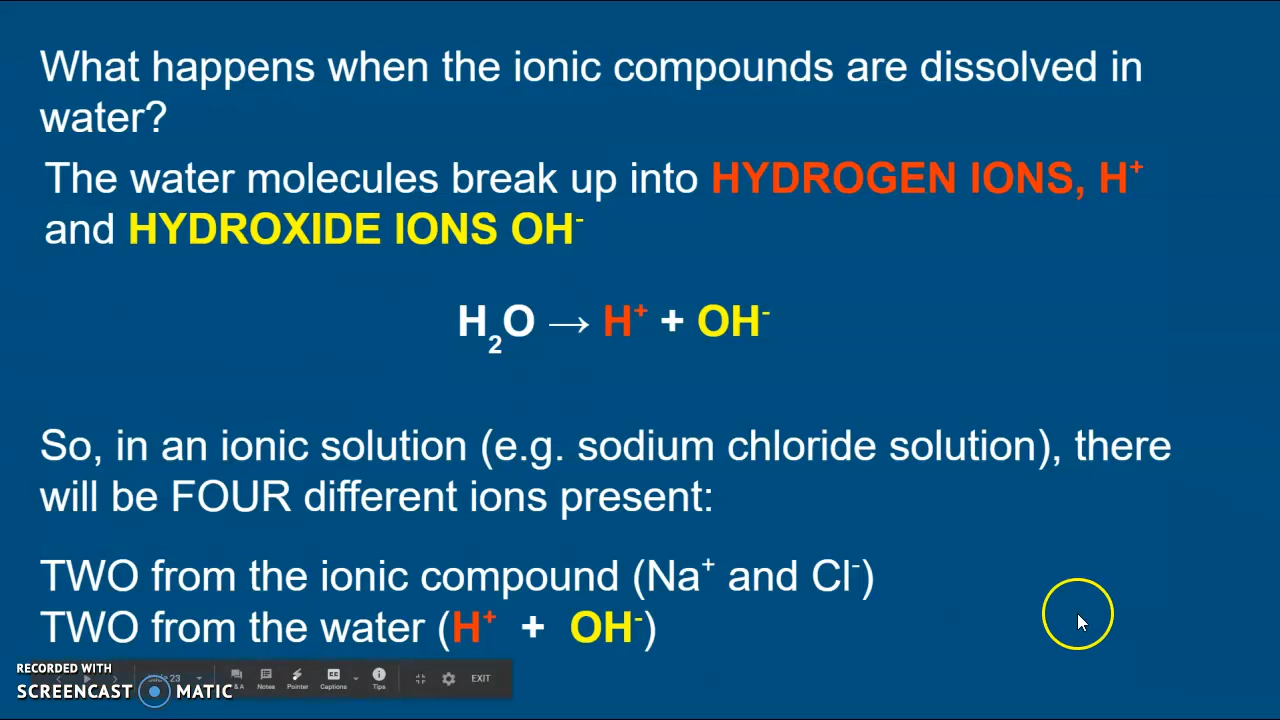 What happens when the ionic compounds are dissolved in
water?
The water molecules break up into HYDROGEN IONS, H⁺
and HYDROXIDE IONS OH⁻
H₂O → H⁺ + OH⁻
So, in an ionic solution (e.g. sodium chloride solution), there
will be FOUR different ions present:
TWO from the ionic compound (Na⁺ and Cl⁻)
TWO from the water (H⁺ + OH⁻)
RECORDED WITH
SCREENCAST MATIC
23
Notes
Pointer
Captions
Tips
EXIT